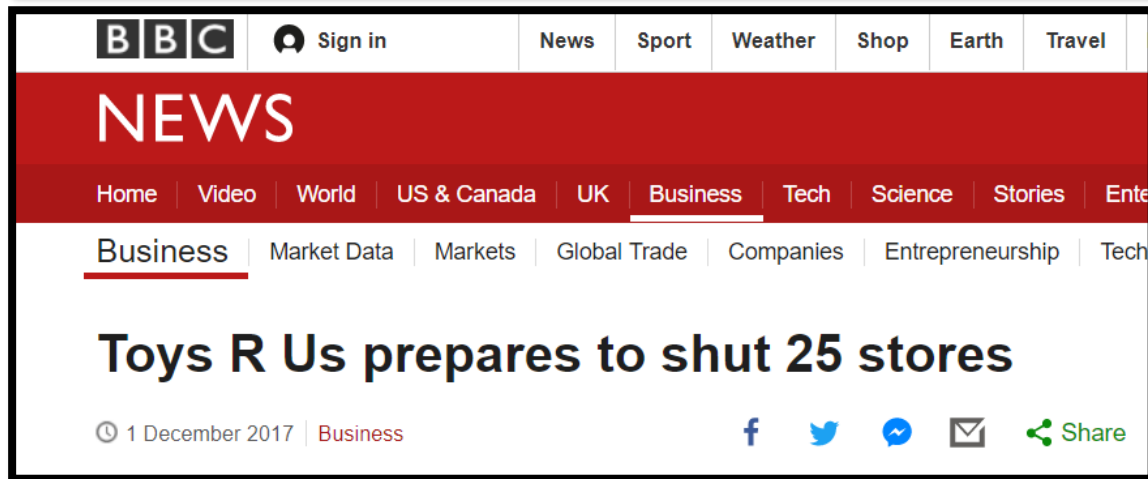 BBC Sign in News Sport Weather Shop Earth Travel
NEWS
Home Video World US & Canada UK Business Tech Science Stories Ente
Business Market Data Markets Global Trade Companies Entrepreneurship Tech
Toys R Us prepares to shut 25 stores
1 December 2017 Business Share